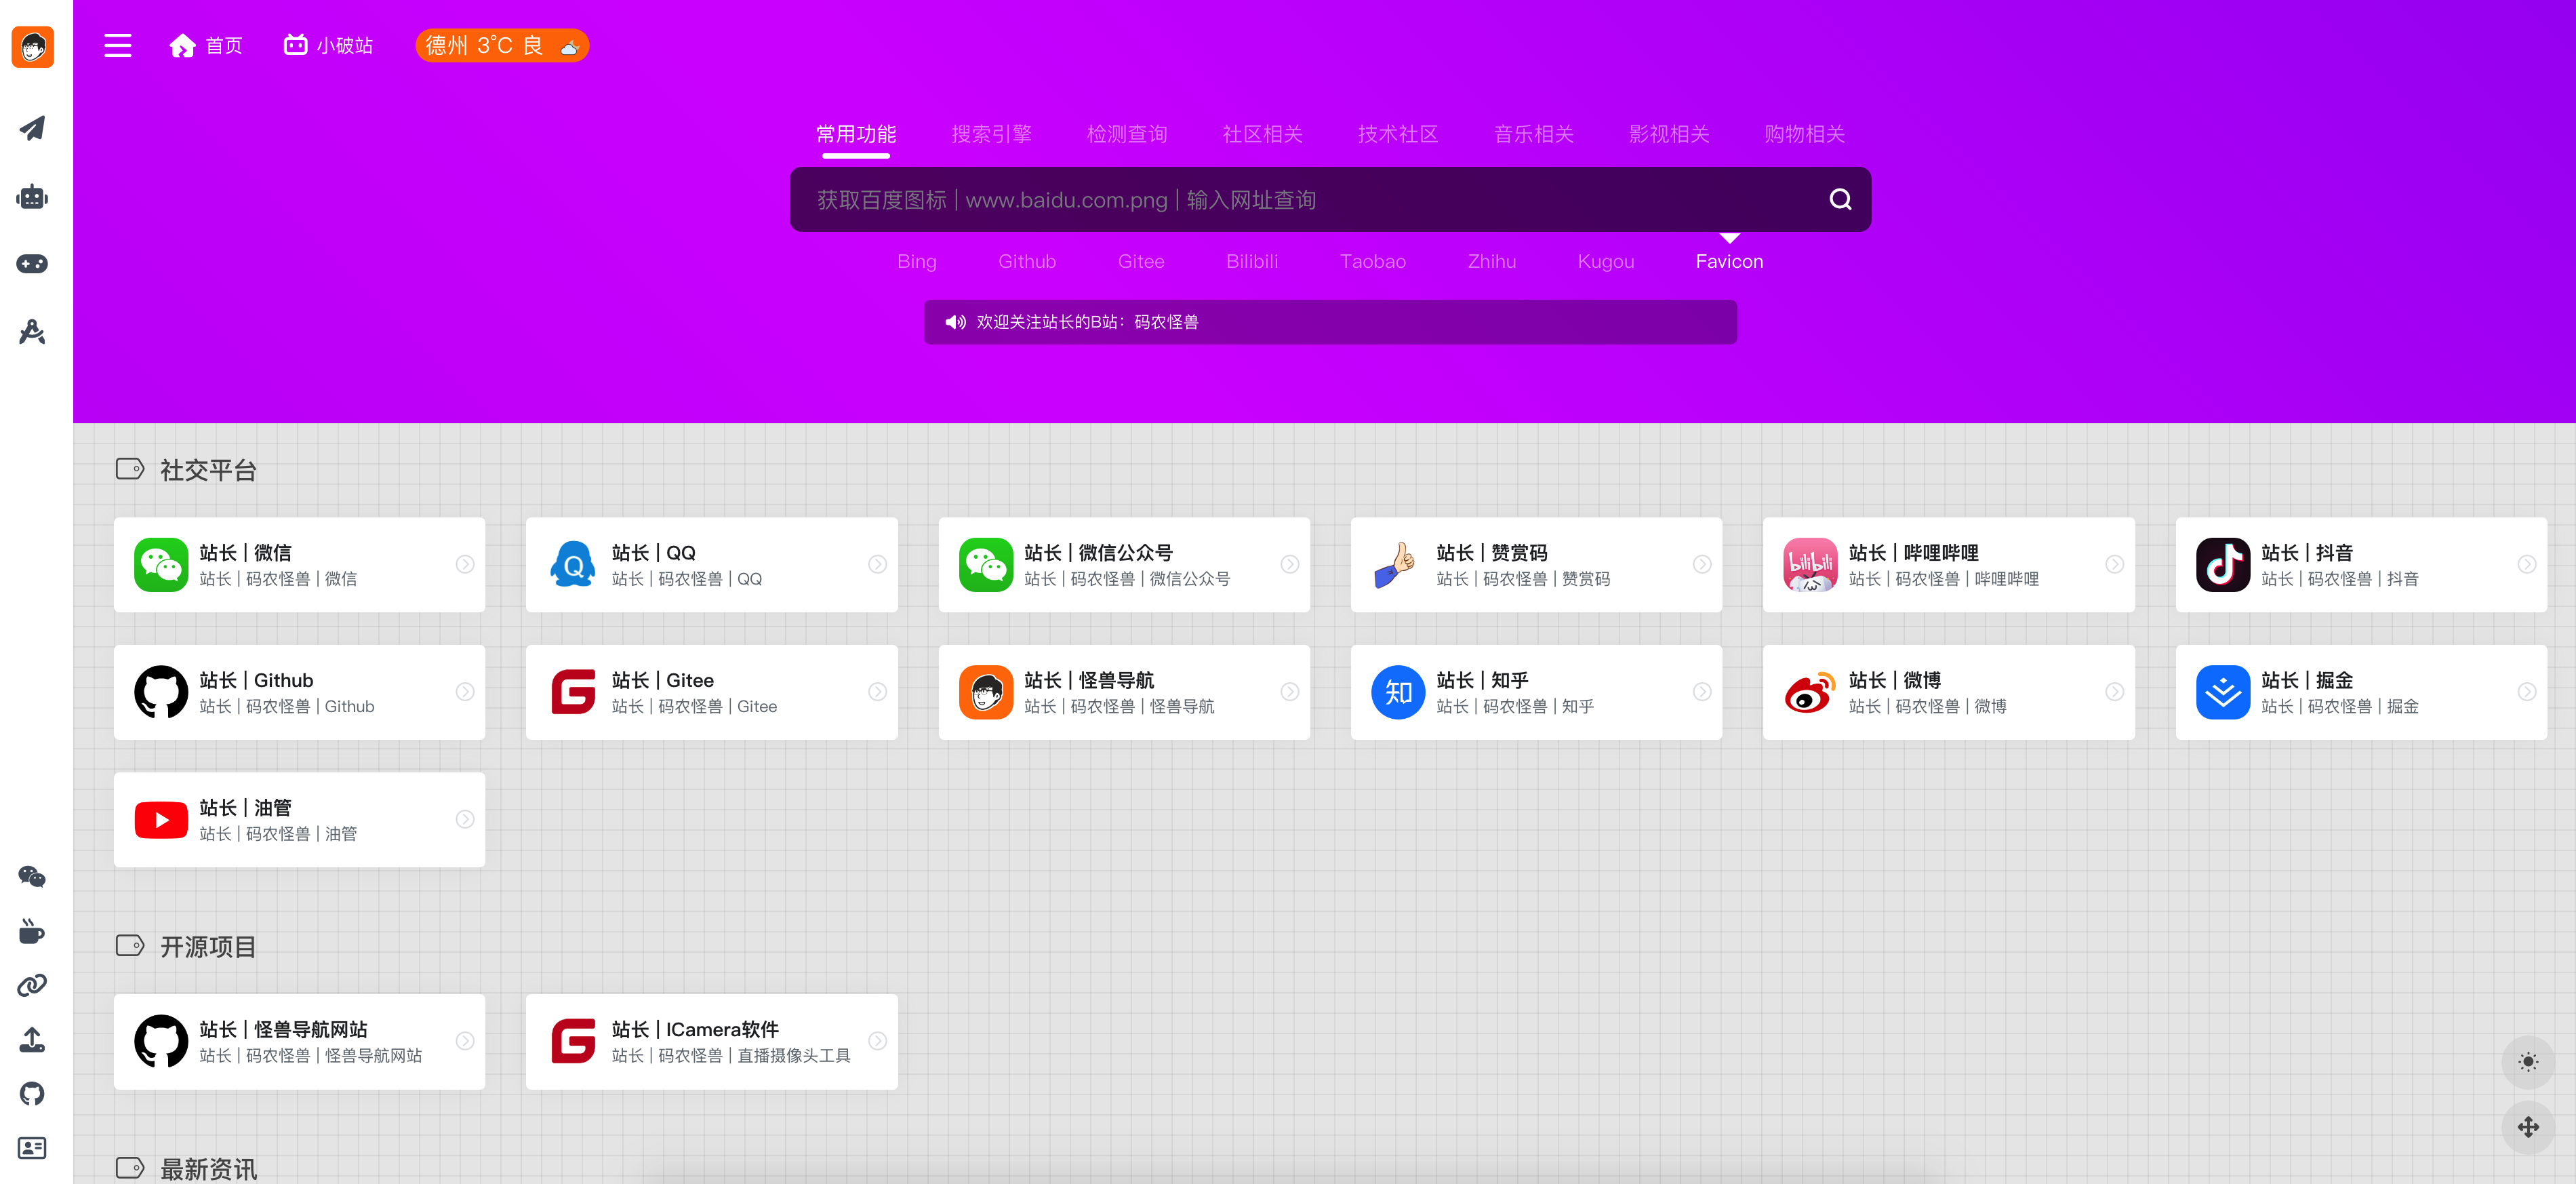 首页 小破站 德州 3°C 良
常用功能 搜索引擎 检测查询 社区相关 技术社区 音乐相关 影视相关 购物相关
获取百度图标 | www.baidu.com.png | 输入网址查询
Bing Github Gitee Bilibili Taobao Zhihu Kugou Favicon
欢迎关注站长的B站：码农怪兽
社交平台
站长 | 微信
站长 | 码农怪兽 | 微信
站长 | QQ
站长 | 码农怪兽 | QQ
站长 | 微信公众号
站长 | 码农怪兽 | 微信公众号
站长 | 赞赏码
站长 | 码农怪兽 | 赞赏码
bilibili
站长 | 哔哩哔哩
站长 | 码农怪兽 | 哔哩哔哩
站长 | 抖音
站长 | 码农怪兽 | 抖音
站长 | Github
站长 | 码农怪兽 | Github
站长 | Gitee
站长 | 码农怪兽 | Gitee
站长 | 怪兽导航
站长 | 码农怪兽 | 怪兽导航
知
站长 | 知乎
站长 | 码农怪兽 | 知乎
站长 | 微博
站长 | 码农怪兽 | 微博
站长 | 掘金
站长 | 码农怪兽 | 掘金
站长 | 油管
站长 | 码农怪兽 | 油管
开源项目
站长 | 怪兽导航网站
站长 | 码农怪兽 | 怪兽导航网站
站长 | ICamera软件
站长 | 码农怪兽 | 直播摄像头工具
最新资讯